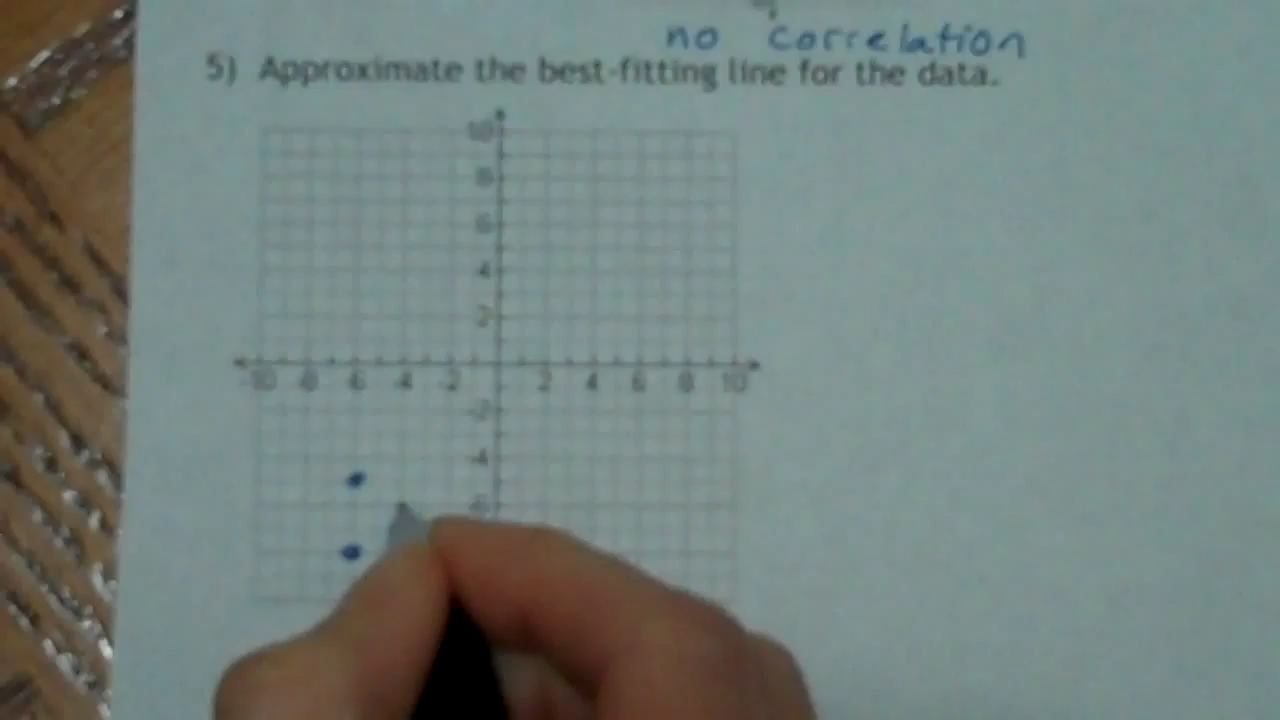 no correlation
5) Approximate the best-fitting line for the data.
10
8
6
4
2
-10 -8 -6 -4 -2 2 4 6 8 10
-2
-4
-6